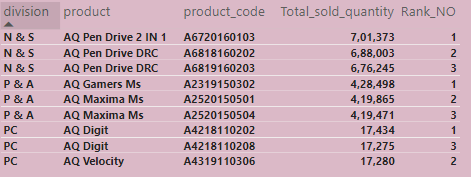 division product product_code Total_sold_quantity Rank_NO
N & S AQ Pen Drive 2 IN 1 A6720160103 7,01,373 1
N & S AQ Pen Drive DRC A6818160202 6,88,003 2
N & S AQ Pen Drive DRC A6819160203 6,76,245 3
P & A AQ Gamers Ms A2319150302 4,28,498 1
P & A AQ Maxima Ms A2520150501 4,19,865 2
P & A AQ Maxima Ms A2520150504 4,19,471 3
PC AQ Digit A4218110202 17,434 1
PC AQ Digit A4218110208 17,275 3
PC AQ Velocity A4319110306 17,280 2